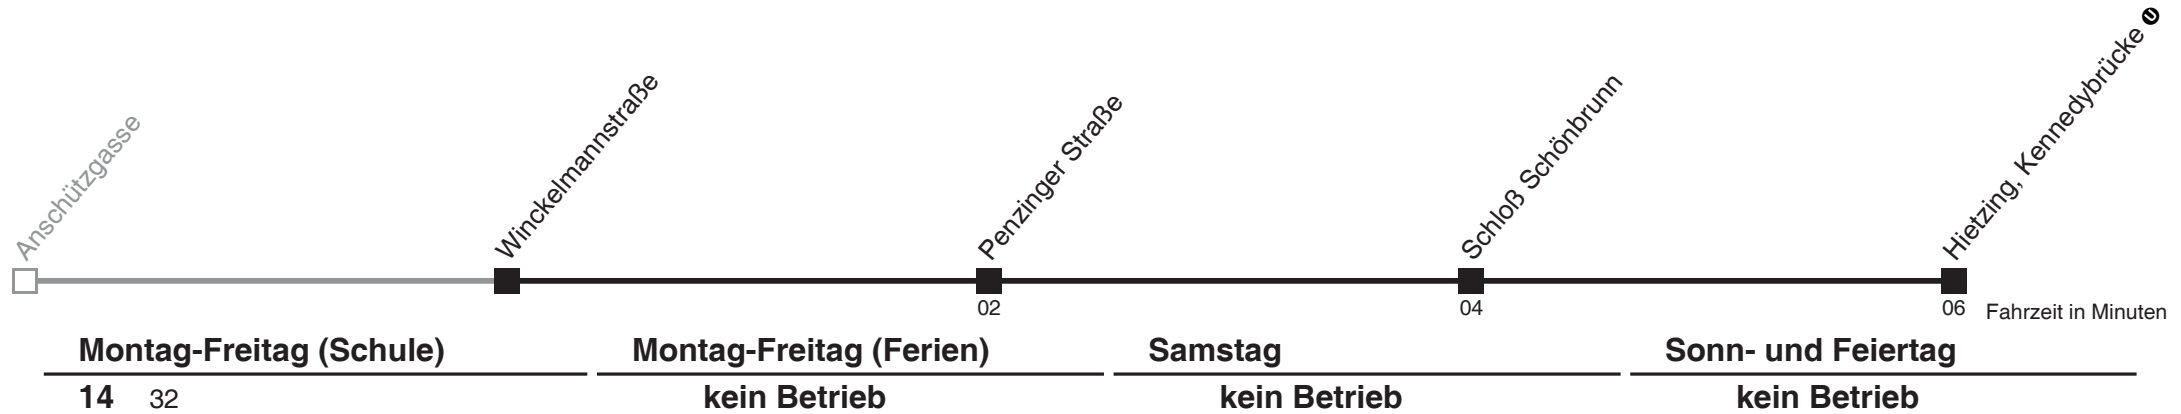 Anschützgasse
Winckelmannstraße
Penzinger Straße
Schloß Schönbrunn
Hietzing, Kennedybrücke U
02 04 06 Fahrzeit in Minuten
Montag-Freitag (Schule) Montag-Freitag (Ferien) Samstag Sonn- und Feiertag
14 32 kein Betrieb kein Betrieb kein Betrieb